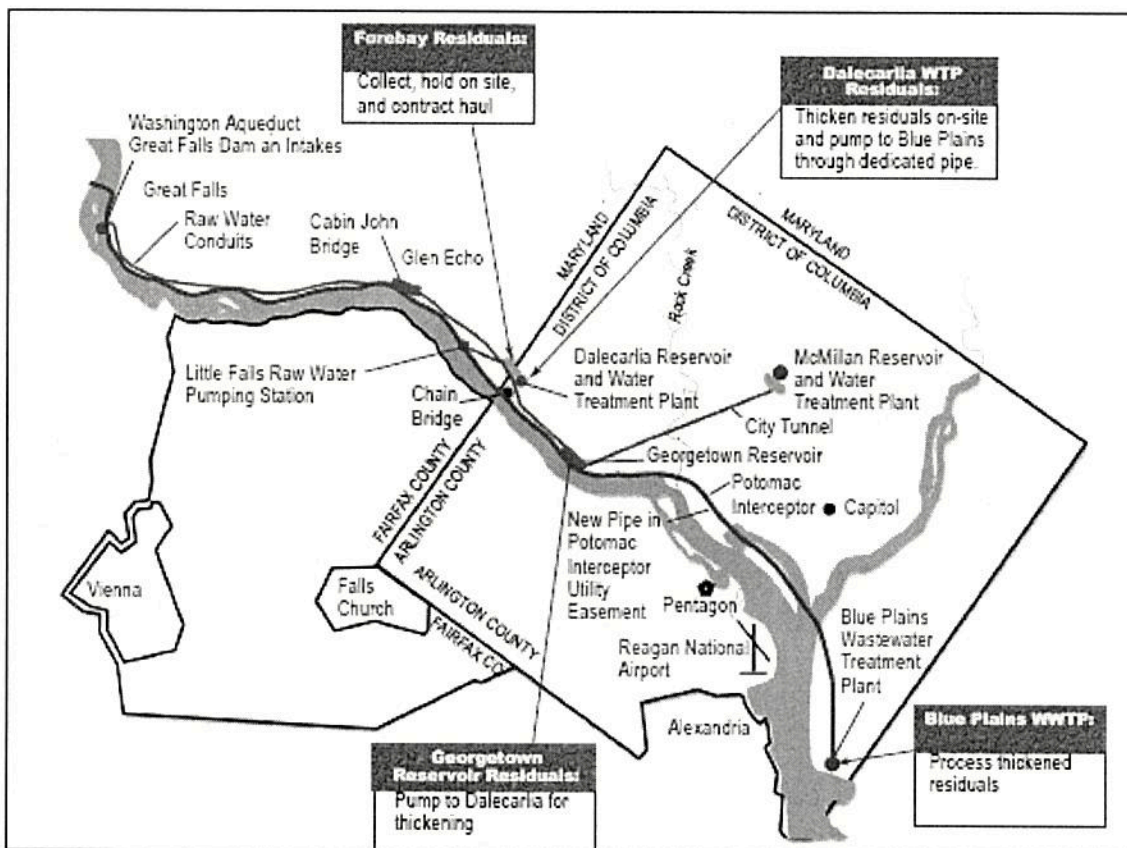 Forebay Residuals:
Collect, hold on site,
and contract haul
Dalecarlia WTP
Residuals:
Thicken residuals on-site
and pump to Blue Plains
through dedicated pipe.
Washington Aqueduct
Great Falls Dam an Intakes
Great Falls
Raw Water
Conduits
Cabin John
Bridge
Glen Echo
MARYLAND
DISTRICT OF COLUMBIA
Rock Creek
MARYLAND
DISTRICT OF COLUMBIA
Little Falls Raw Water
Pumping Station
Chain
Bridge
Dalecarlia Reservoir
and Water
Treatment Plant
McMillan Reservoir
and Water
Treatment Plant
City Tunnel
Georgetown Reservoir
Potomac
Interceptor
Capitol
FAIRFAX COUNTY
ARLINGTON COUNTY
New Pipe in
Potomac
Interceptor
Utility
Easement
Pentagon
Vienna
Falls
Church
ARLINGTON COUNTY
FAIRFAX CO
Reagan National
Airport
Blue Plains
Wastewater
Treatment
Plant
Alexandria
Georgetown
Reservoir Residuals:
Pump to Dalecarlia for
thickening
Blue Plains WWTP:
Process thickened
residuals